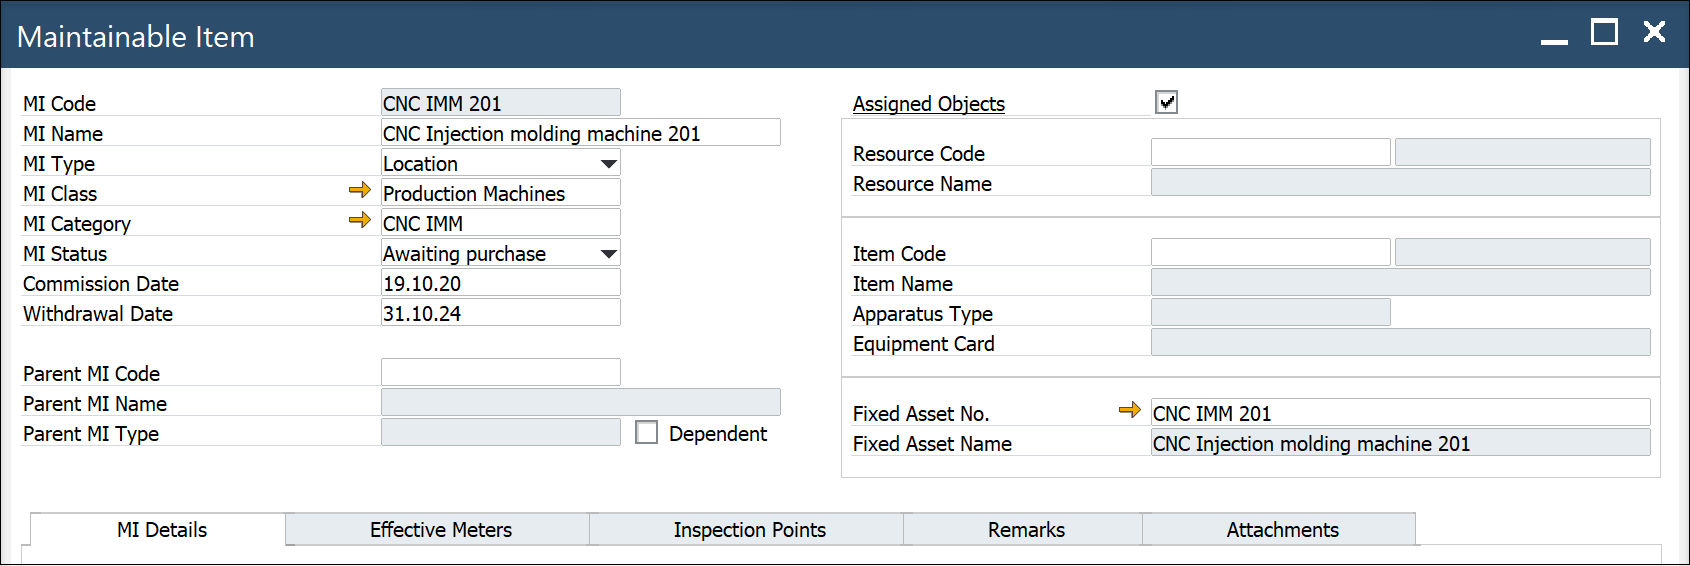 Maintainable Item
MI Code CNC IMM 201
MI Name CNC Injection molding machine 201
MI Type Location
MI Class Production Machines
MI Category CNC IMM
MI Status Awaiting purchase
Commission Date 19.10.20
Withdrawal Date 31.10.24
Parent MI Code
Parent MI Name
Parent MI Type Dependent
Assigned Objects
Resource Code
Resource Name
Item Code
Item Name
Apparatus Type
Equipment Card
Fixed Asset No. CNC IMM 201
Fixed Asset Name CNC Injection molding machine 201
MI Details Effective Meters Inspection Points Remarks Attachments